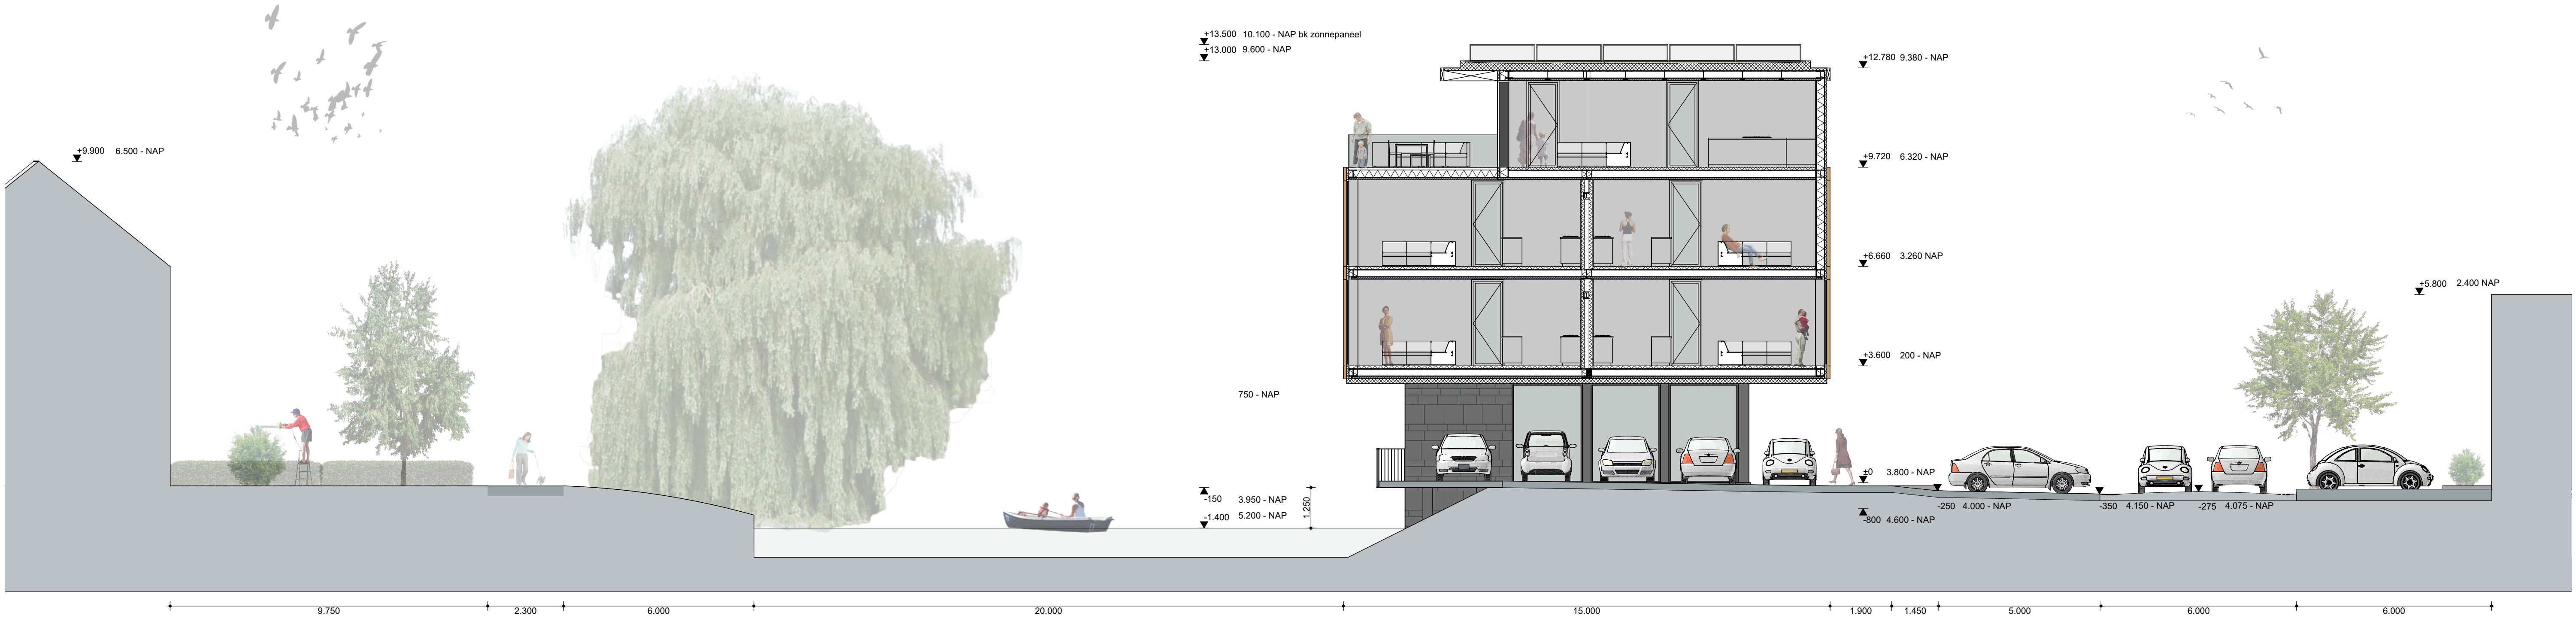 +13.500 10.100 - NAP bk zonnepaneel
+13.000 9.600 - NAP
+12.780 9.380 - NAP
+9.900 6.500 - NAP
+9.720 6.320 - NAP
+6.660 3.260 NAP
+5.800 2.400 NAP
+3.600 200 - NAP
750 - NAP
±0 3.800 - NAP
-150 3.950 - NAP
-1.400 5.200 - NAP
1.250
-800 4.600 - NAP
-250 4.000 - NAP
-350 4.150 - NAP
-275 4.075 - NAP
9.750 2.300 6.000 20.000 15.000 1.900 1.450 5.000 6.000 6.000